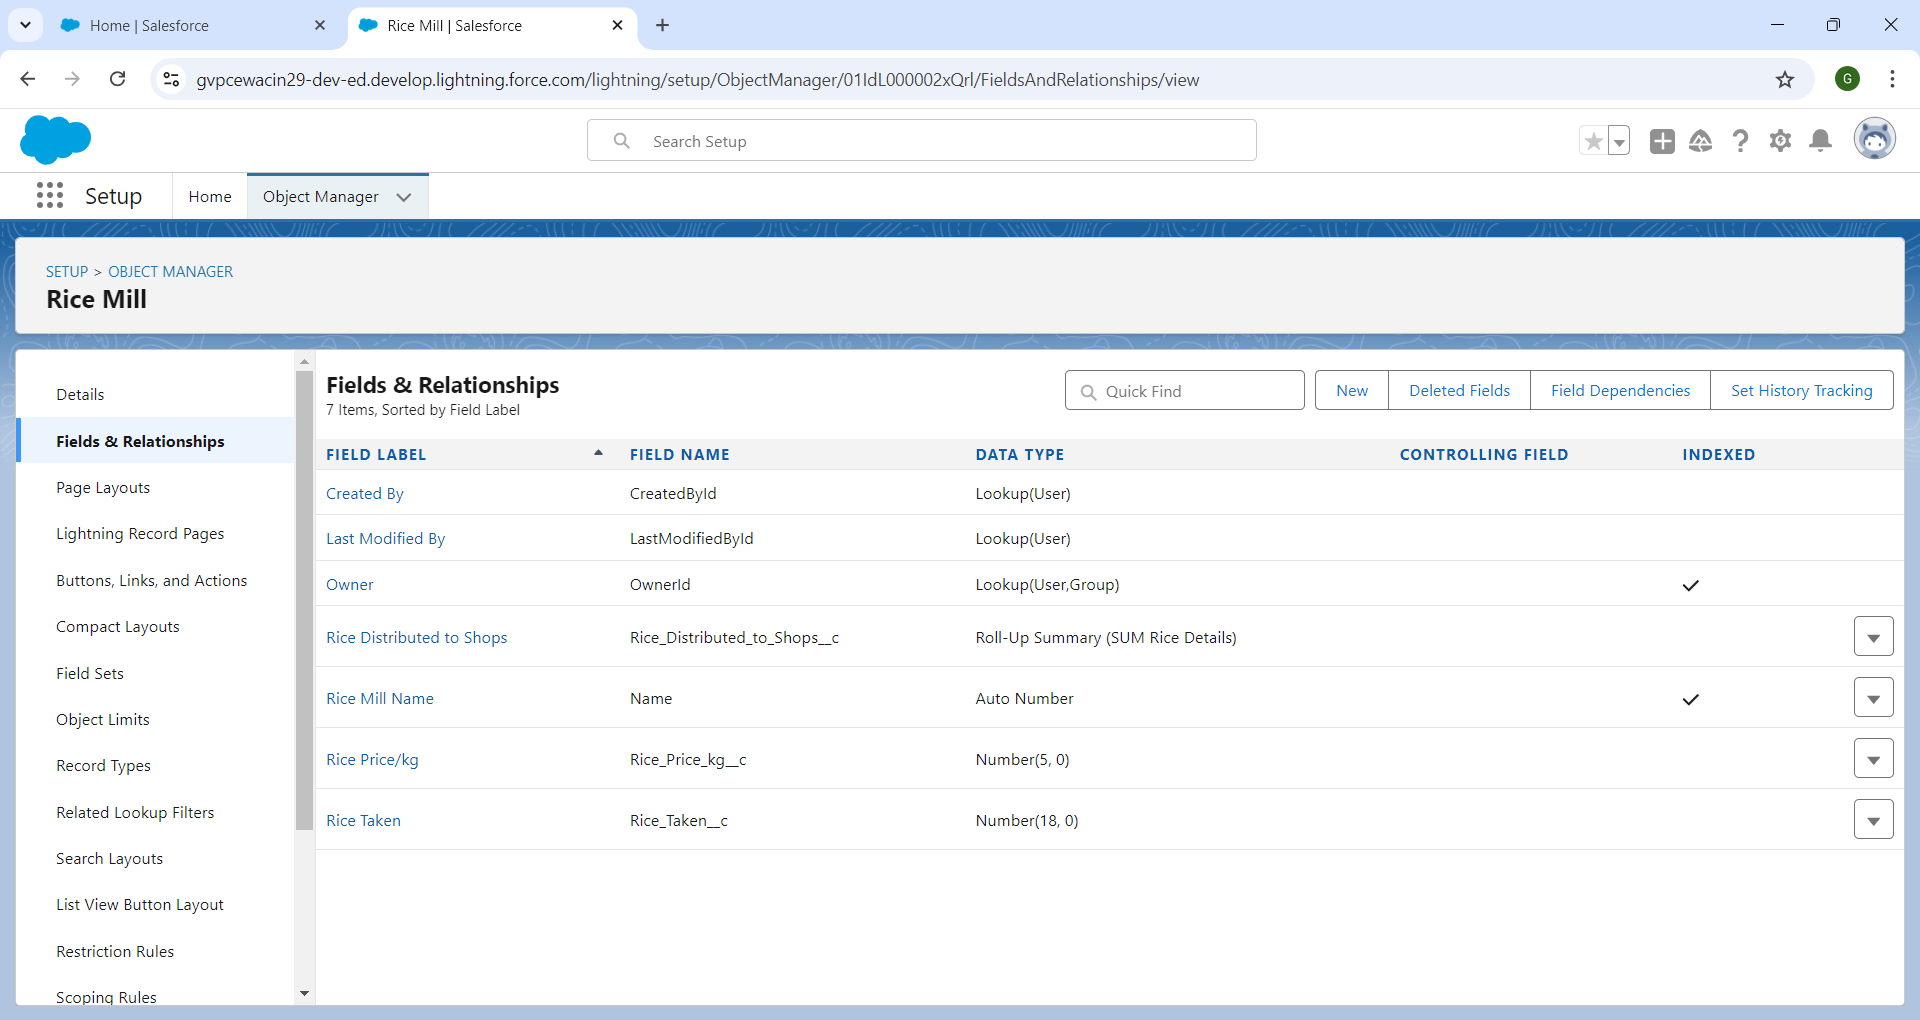 Home | Salesforce
Rice Mill | Salesforce
gvpcewacin29-dev-ed.develop.lightning.force.com/lightning/setup/ObjectManager/01IdL000002xQrl/FieldsAndRelationships/view
G
Search Setup
Setup
Home
Object Manager
SETUP > OBJECT MANAGER
Rice Mill
Details
Fields & Relationships
Page Layouts
Lightning Record Pages
Buttons, Links, and Actions
Compact Layouts
Field Sets
Object Limits
Record Types
Related Lookup Filters
Search Layouts
List View Button Layout
Restriction Rules
Scoping Rules
Fields & Relationships
7 Items, Sorted by Field Label
Quick Find
New
Deleted Fields
Field Dependencies
Set History Tracking
FIELD LABEL FIELD NAME DATA TYPE CONTROLLING FIELD INDEXED
Created By CreatedById Lookup(User)
Last Modified By LastModifiedById Lookup(User)
Owner OwnerId Lookup(User,Group)
Rice Distributed to Shops Rice_Distributed_to_Shops__c Roll-Up Summary (SUM Rice Details)
Rice Mill Name Name Auto Number
Rice Price/kg Rice_Price_kg__c Number(5, 0)
Rice Taken Rice_Taken__c Number(18, 0)